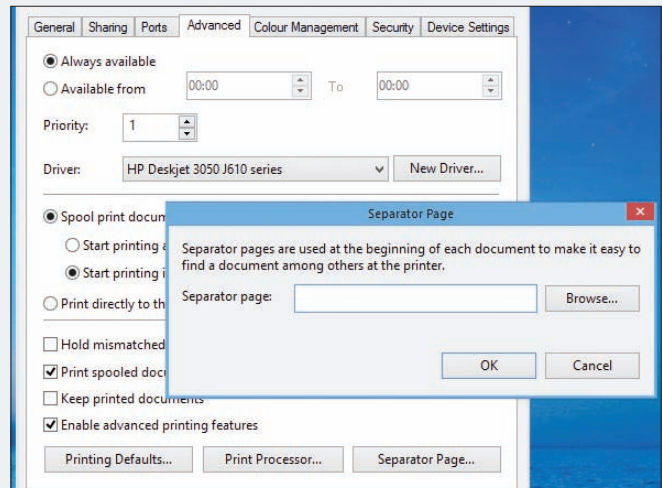 General Sharing Ports Advanced Colour Management Security Device Settings
Always available
Available from 00:00 To 00:00
Priority: 1
Driver: HP Deskjet 3050 J610 series New Driver...
Spool print
Start printing
Start printing
Print directly to
Separator Page
Separator pages are used at the beginning of each document to make it easy to
find a document among others at the printer.
Separator page: Browse...
OK Cancel
Hold mismatched
Print spooled
Keep printed documents
Enable advanced printing features
Printing Defaults... Print Processor... Separator Page...